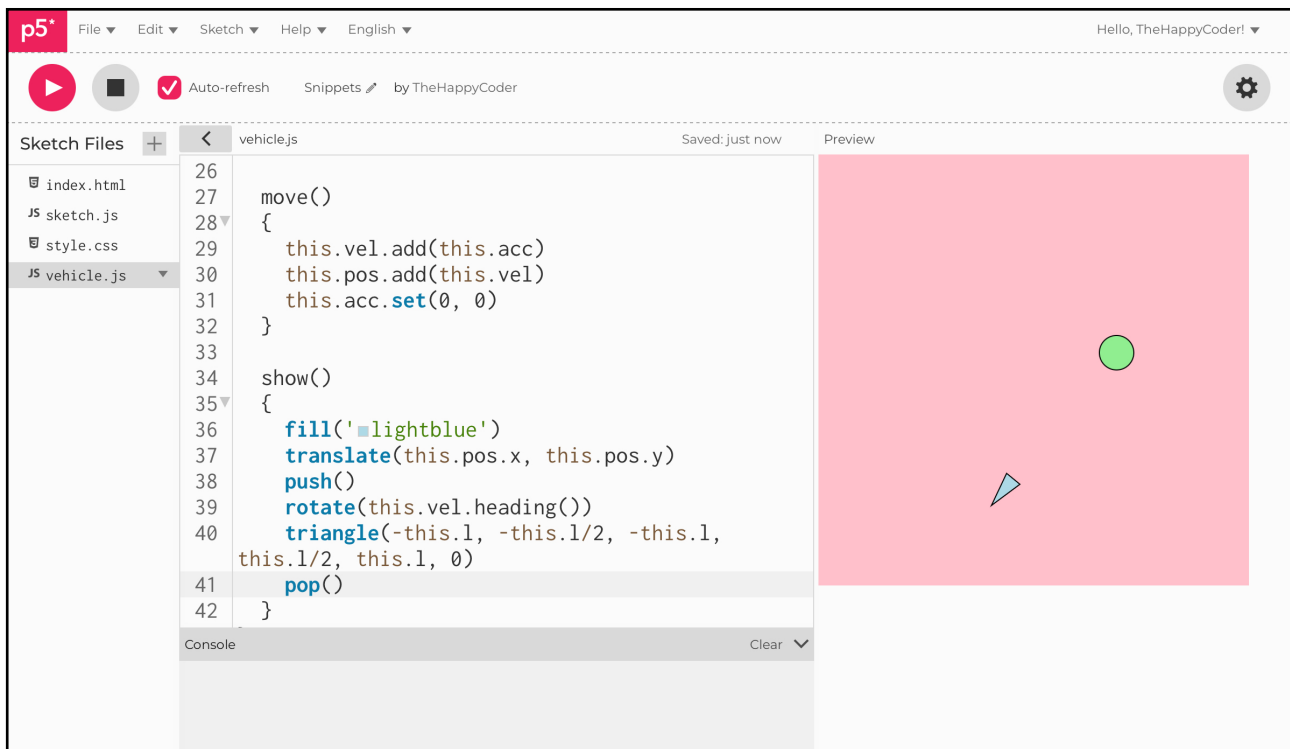 p5* File Edit Sketch Help English Hello, TheHappyCoder!
Auto-refresh Snippets by TheHappyCoder
Sketch Files + vehicle.js Saved: just now Preview
index.html
JS sketch.js
style.css
JS vehicle.js
26
27 move()
28 {
29 this.vel.add(this.acc)
30 this.pos.add(this.vel)
31 this.acc.set(0, 0)
32 }
33
34 show()
35 {
36 fill('lightblue')
37 translate(this.pos.x, this.pos.y)
38 push()
39 rotate(this.vel.heading())
40 triangle(-this.l, -this.l/2, -this.l,
this.l/2, this.l, 0)
41 pop()
42 }
Console Clear